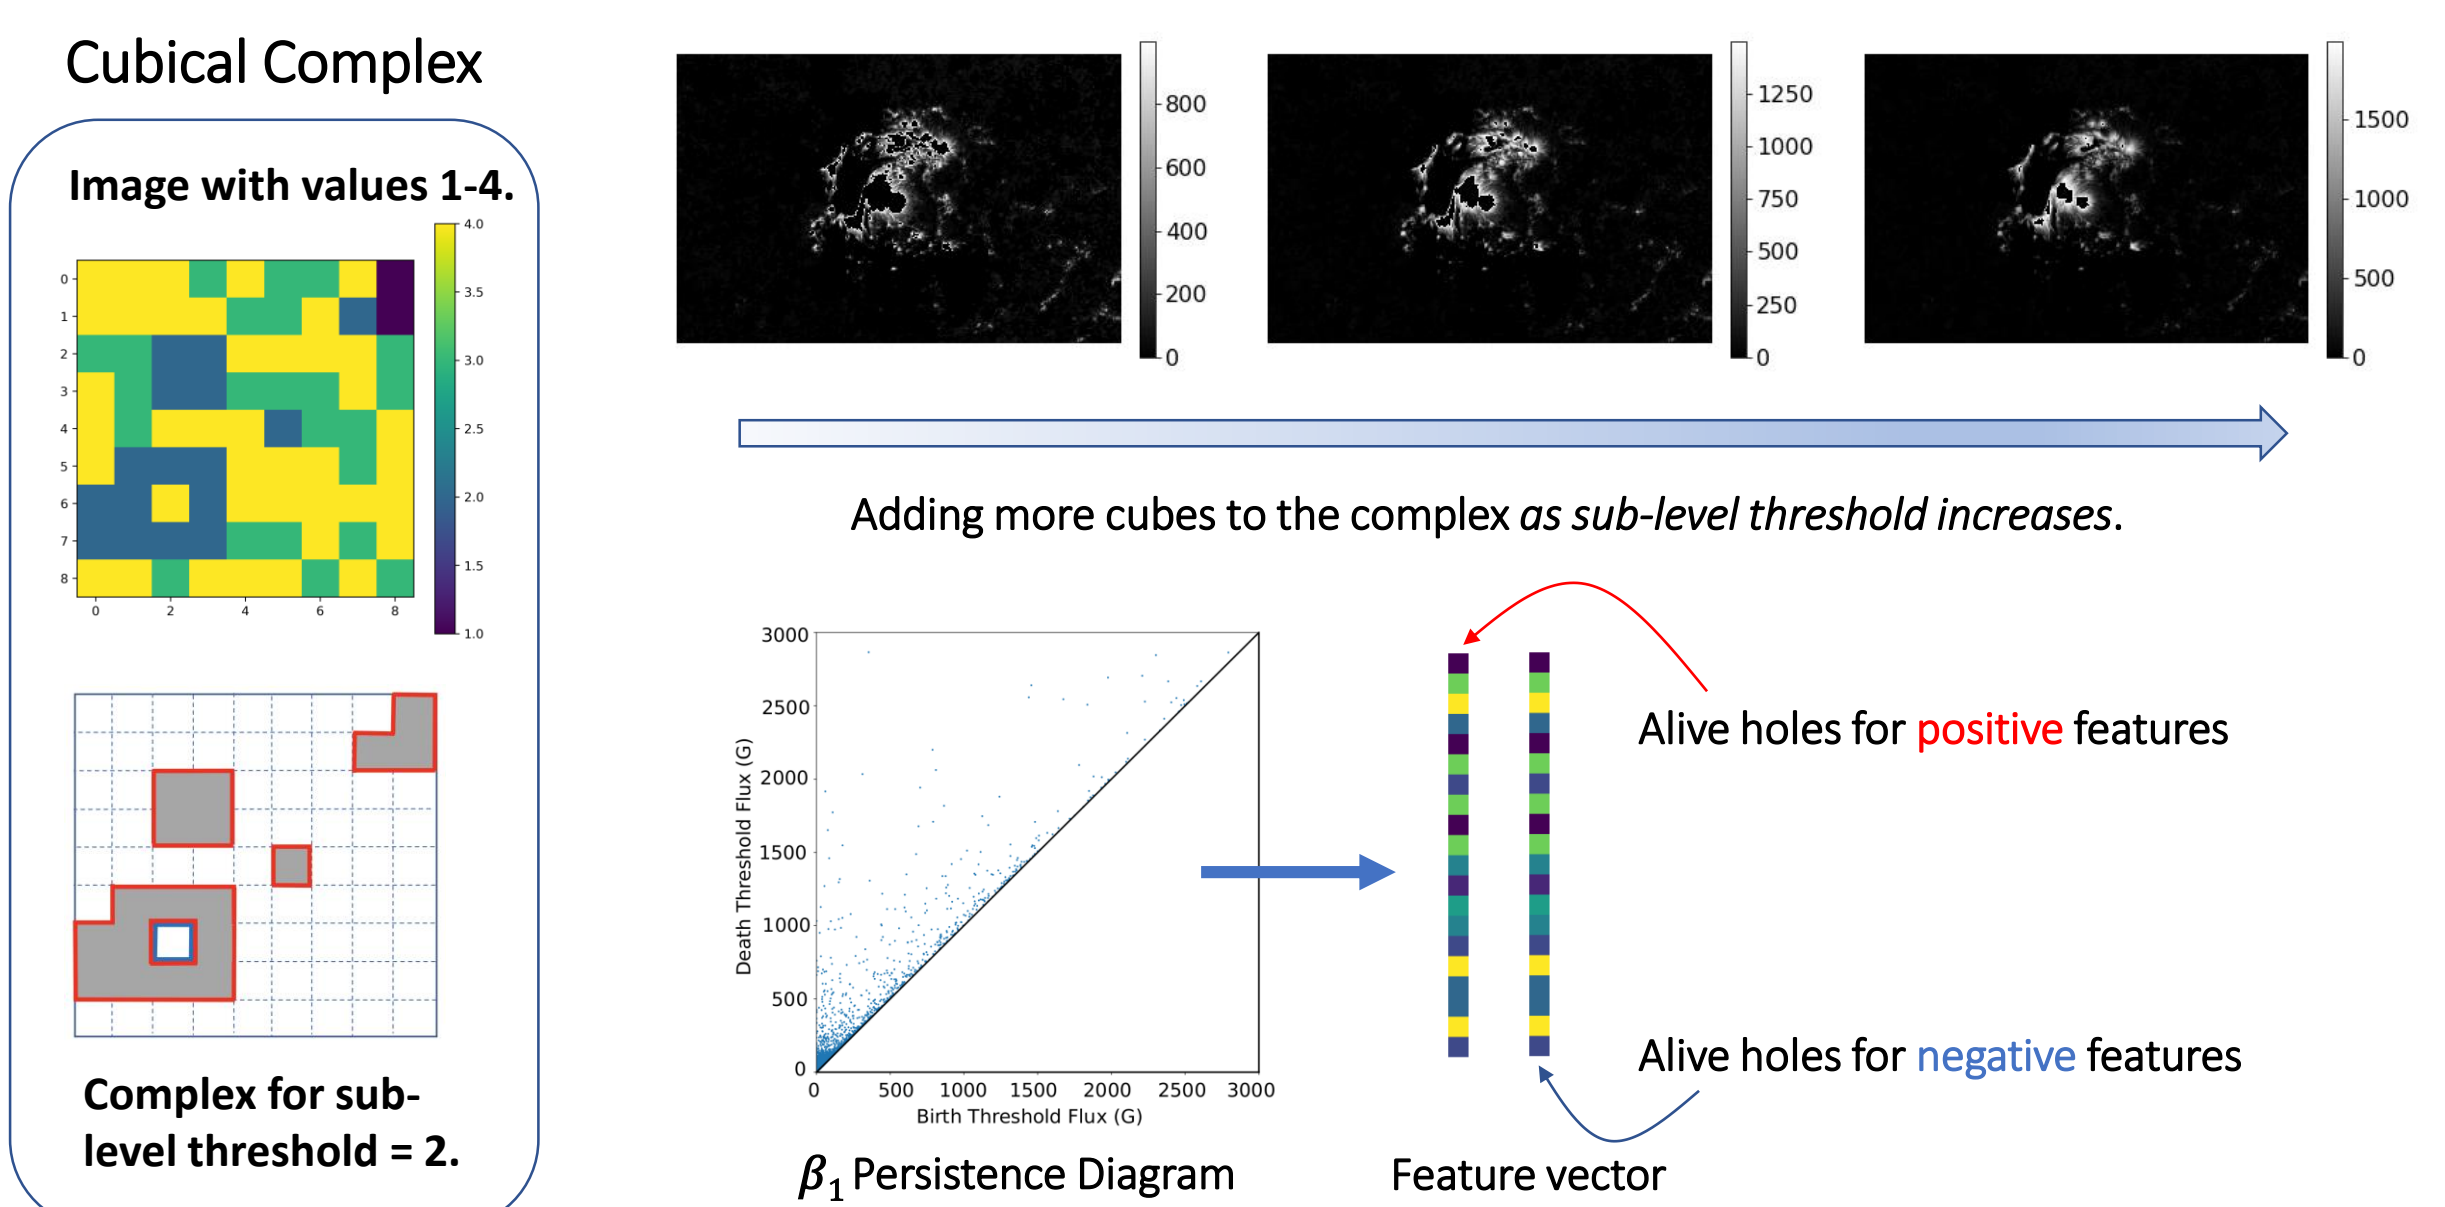 Cubical Complex
Image with values 1-4.
4.0
3.5
3.0
2.5
2.0
1.5
1.0
0
1
2
3
4
5
6
7
8
0 2 4 6 8
Complex for sub-
level threshold = 2.
800
600
400
200
0
1250
1000
750
500
250
0
1500
1000
500
0
Adding more cubes to the complex as sub-level threshold increases.
3000
2500
2000
1500
1000
500
0
Death Threshold Flux (G)
0 500 1000 1500 2000 2500 3000
Birth Threshold Flux (G)
β₁ Persistence Diagram
Alive holes for positive features
Alive holes for negative features
Feature vector